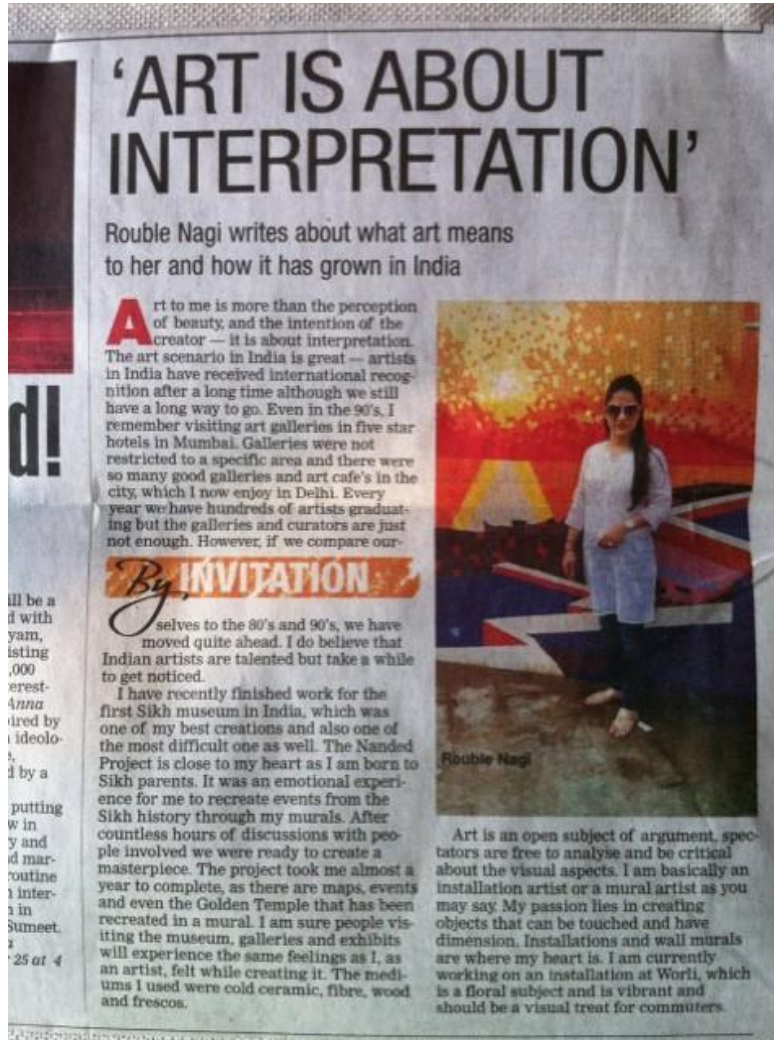 'ART IS ABOUT
INTERPRETATION'
Rouble Nagi writes about what art means
to her and how it has grown in India
Art to me is more than the perception
of beauty, and the intention of the
creator — it is about interpretation.
The art scenario in India is great — artists
in India have received international recog-
nition after a long time although we still
have a long way to go. Even in the 90's, I
remember visiting art galleries in five star
hotels in Mumbai. Galleries were not
restricted to a specific area and there were
so many good galleries and art cafe's in the
city, which I now enjoy in Delhi. Every
year we have hundreds of artists graduat-
ing but the galleries and curators are just
not enough. However, if we compare our-
By INVITATION
selves to the 80's and 90's, we have
moved quite ahead. I do believe that
Indian artists are talented but take a while
to get noticed.
I have recently finished work for the
first Sikh museum in India, which was
one of my best creations and also one of
the most difficult one as well. The Nanded
Project is close to my heart as I am born to
Sikh parents. It was an emotional experi-
ence for me to recreate events from the
Sikh history through my murals. After
countless hours of discussions with peo-
ple involved we were ready to create a
masterpiece. The project took me almost a
year to complete, as there are maps, events
and even the Golden Temple that has been
recreated in a mural. I am sure people vis-
iting the museum, galleries and exhibits
will experience the same feelings as I, as
an artist, felt while creating it. The medi-
ums I used were cold ceramic, fibre, wood
and frescos.
Rouble Nagi
Art is an open subject of argument, spec-
tators are free to analyse and be critical
about the visual aspects. I am basically an
installation artist or a mural artist as you
may say. My passion lies in creating
objects that can be touched and have
dimension. Installations and wall murals
are where my heart is. I am currently
working on an installation at Worli, which
is a floral subject and is vibrant and
should be a visual treat for commuters.
d!
ill be a
d with
yam,
isting
,000
erest-
Anna
ired by
ideolo-
e,
d by a
putting
w in
y and
d mar-
routine
inter-
in
Sumeet.
25 at 4